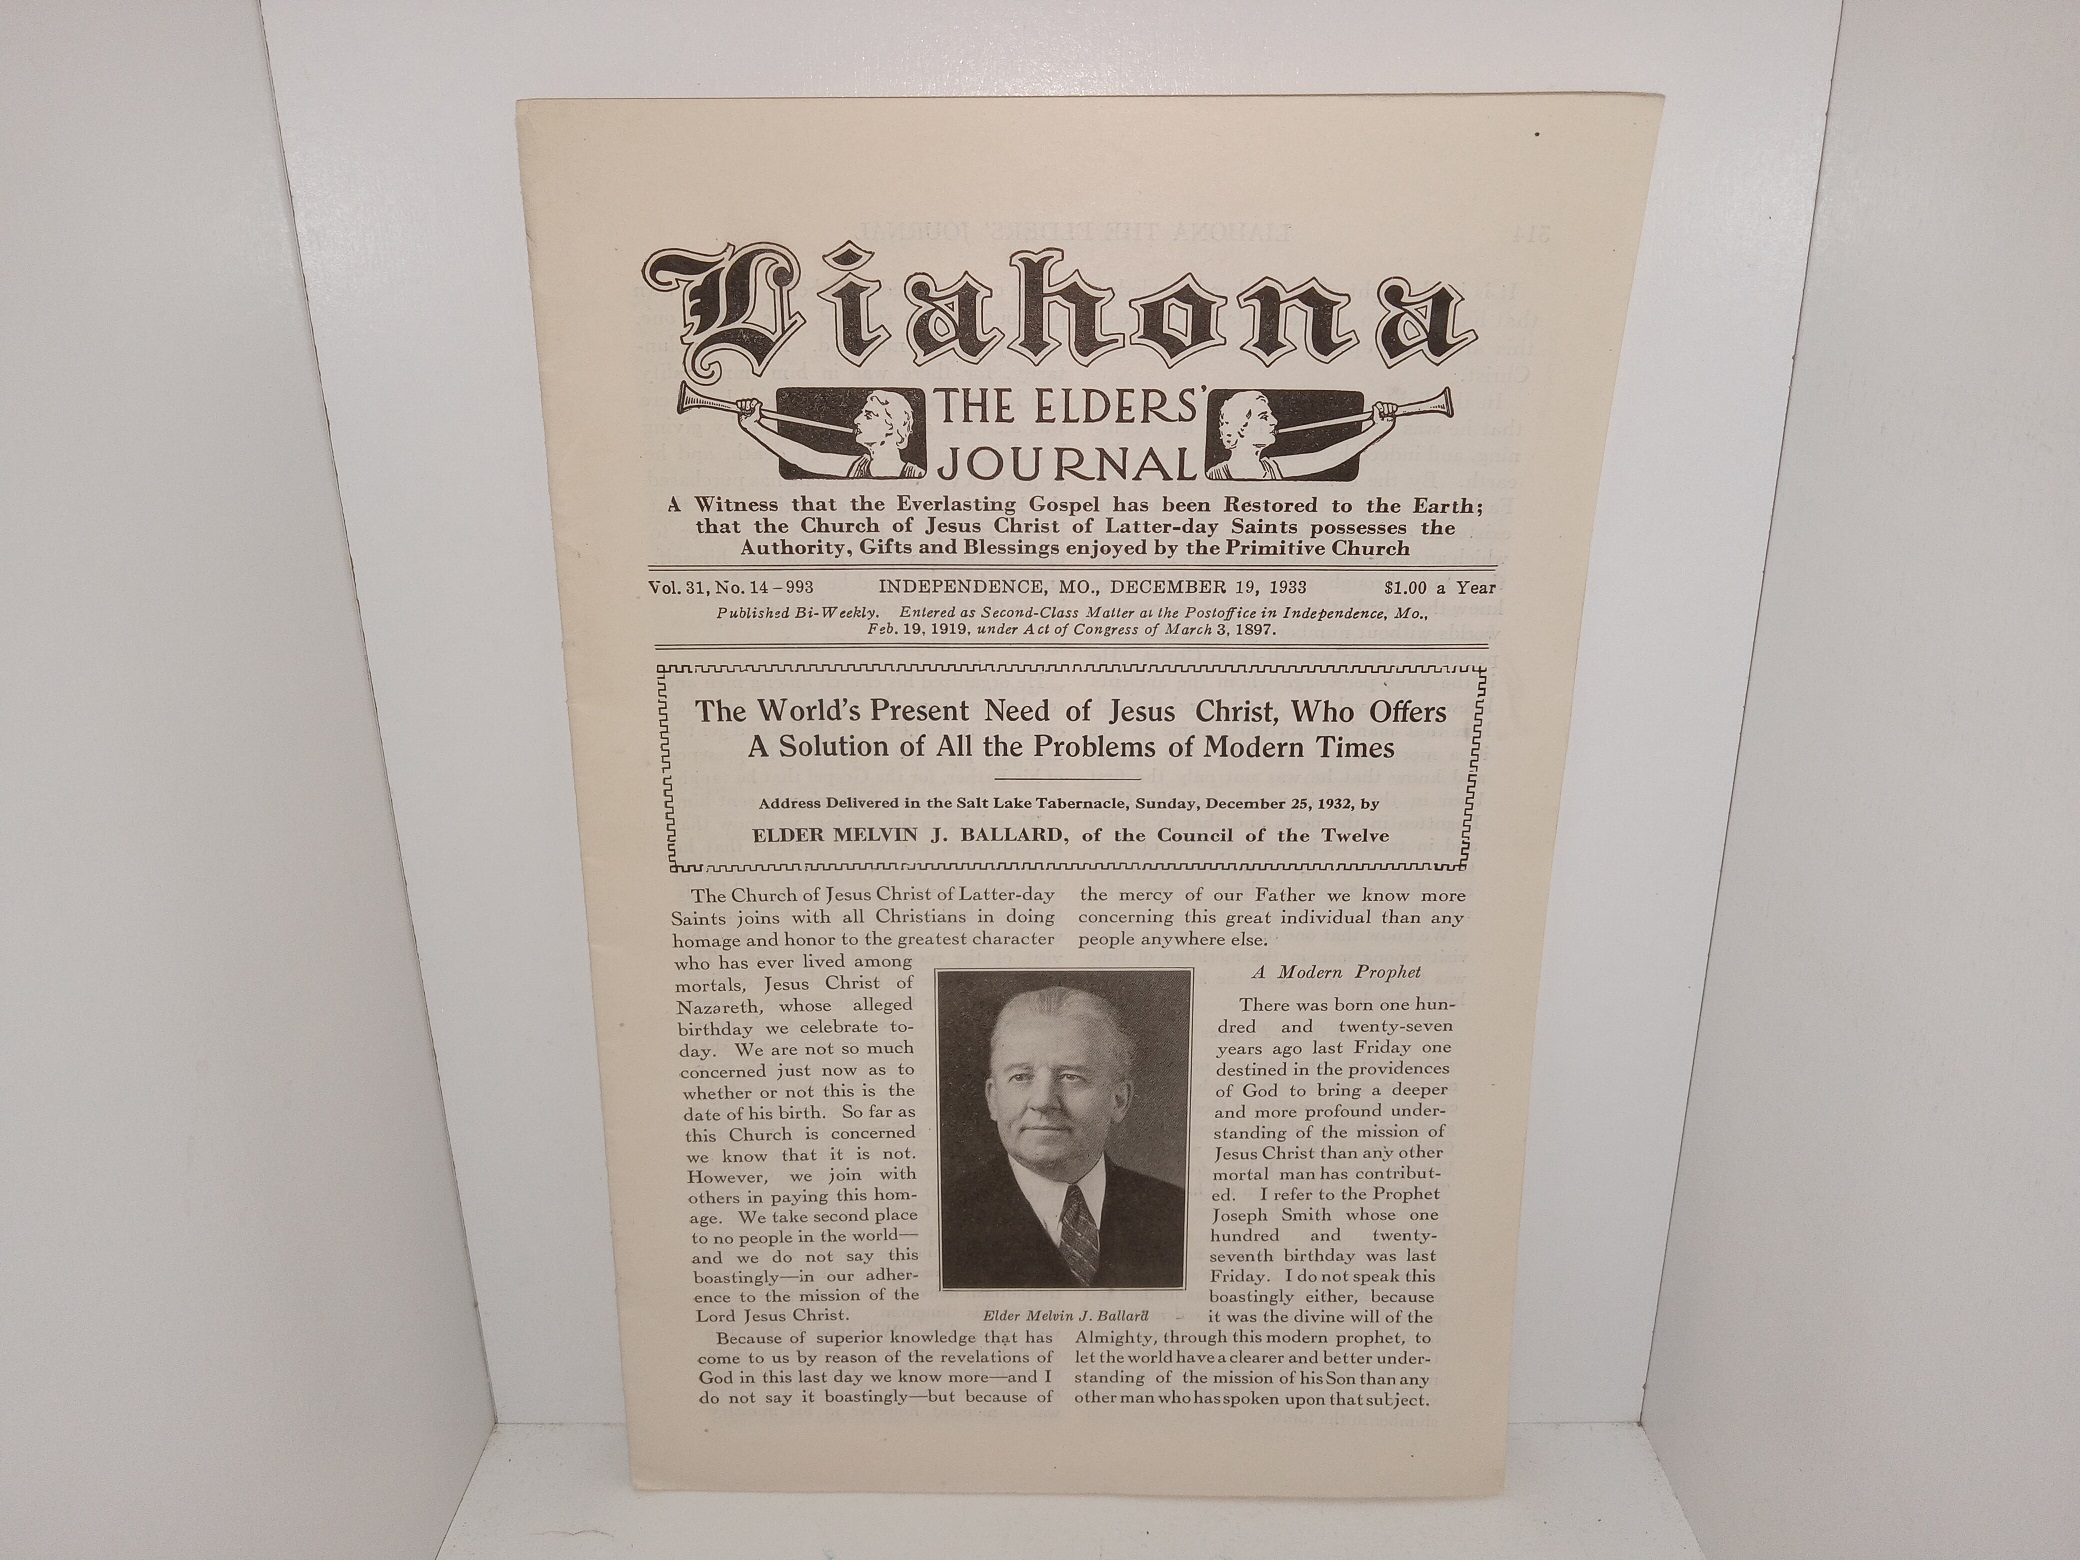 Liahona
THE ELDERS'
JOURNAL
A Witness that the Everlasting Gospel has been Restored to the Earth;
that the Church of Jesus Christ of Latter-day Saints possesses the
Authority, Gifts and Blessings enjoyed by the Primitive Church
Vol. 31, No. 14-993 INDEPENDENCE, MO., DECEMBER 19, 1933 $1.00 a Year
Published Bi-Weekly. Entered as Second-Class Matter at the Postoffice in Independence, Mo.,
Feb. 19, 1919, under Act of Congress of March 3, 1897.
The World's Present Need of Jesus Christ, Who Offers
A Solution of All the Problems of Modern Times
Address Delivered in the Salt Lake Tabernacle, Sunday, December 25, 1932, by
ELDER MELVIN J. BALLARD, of the Council of the Twelve
The Church of Jesus Christ of Latter-day
Saints joins with all Christians in doing
homage and honor to the greatest character
who has ever lived among
mortals, Jesus Christ of
Nazareth, whose alleged
birthday we celebrate to-
day. We are not so much
concerned just now as to
whether or not this is the
date of his birth. So far as
this Church is concerned
we know that it is not.
However, we join with
others in paying this hom-
age. We take second place
to no people in the world—
and we do not say this
boastingly—in our adher-
ence to the mission of the
Lord Jesus Christ.
Because of superior knowledge that has
come to us by reason of the revelations of
God in this last day we know more—and I
do not say it boastingly—but because of
the mercy of our Father we know more
concerning this great individual than any
people anywhere else.
A Modern Prophet
There was born one hun-
dred and twenty-seven
years ago last Friday one
destined in the providences
of God to bring a deeper
and more profound under-
standing of the mission of
Jesus Christ than any other
mortal man has contribut-
ed. I refer to the Prophet
Joseph Smith whose one
hundred and twenty-
seventh birthday was last
Friday. I do not speak this
boastingly either, because
it was the divine will of the
Almighty, through this modern prophet, to
let the world have a clearer and better under-
standing of the mission of his Son than any
other man who has spoken upon that subject.
Elder Melvin J. Ballard